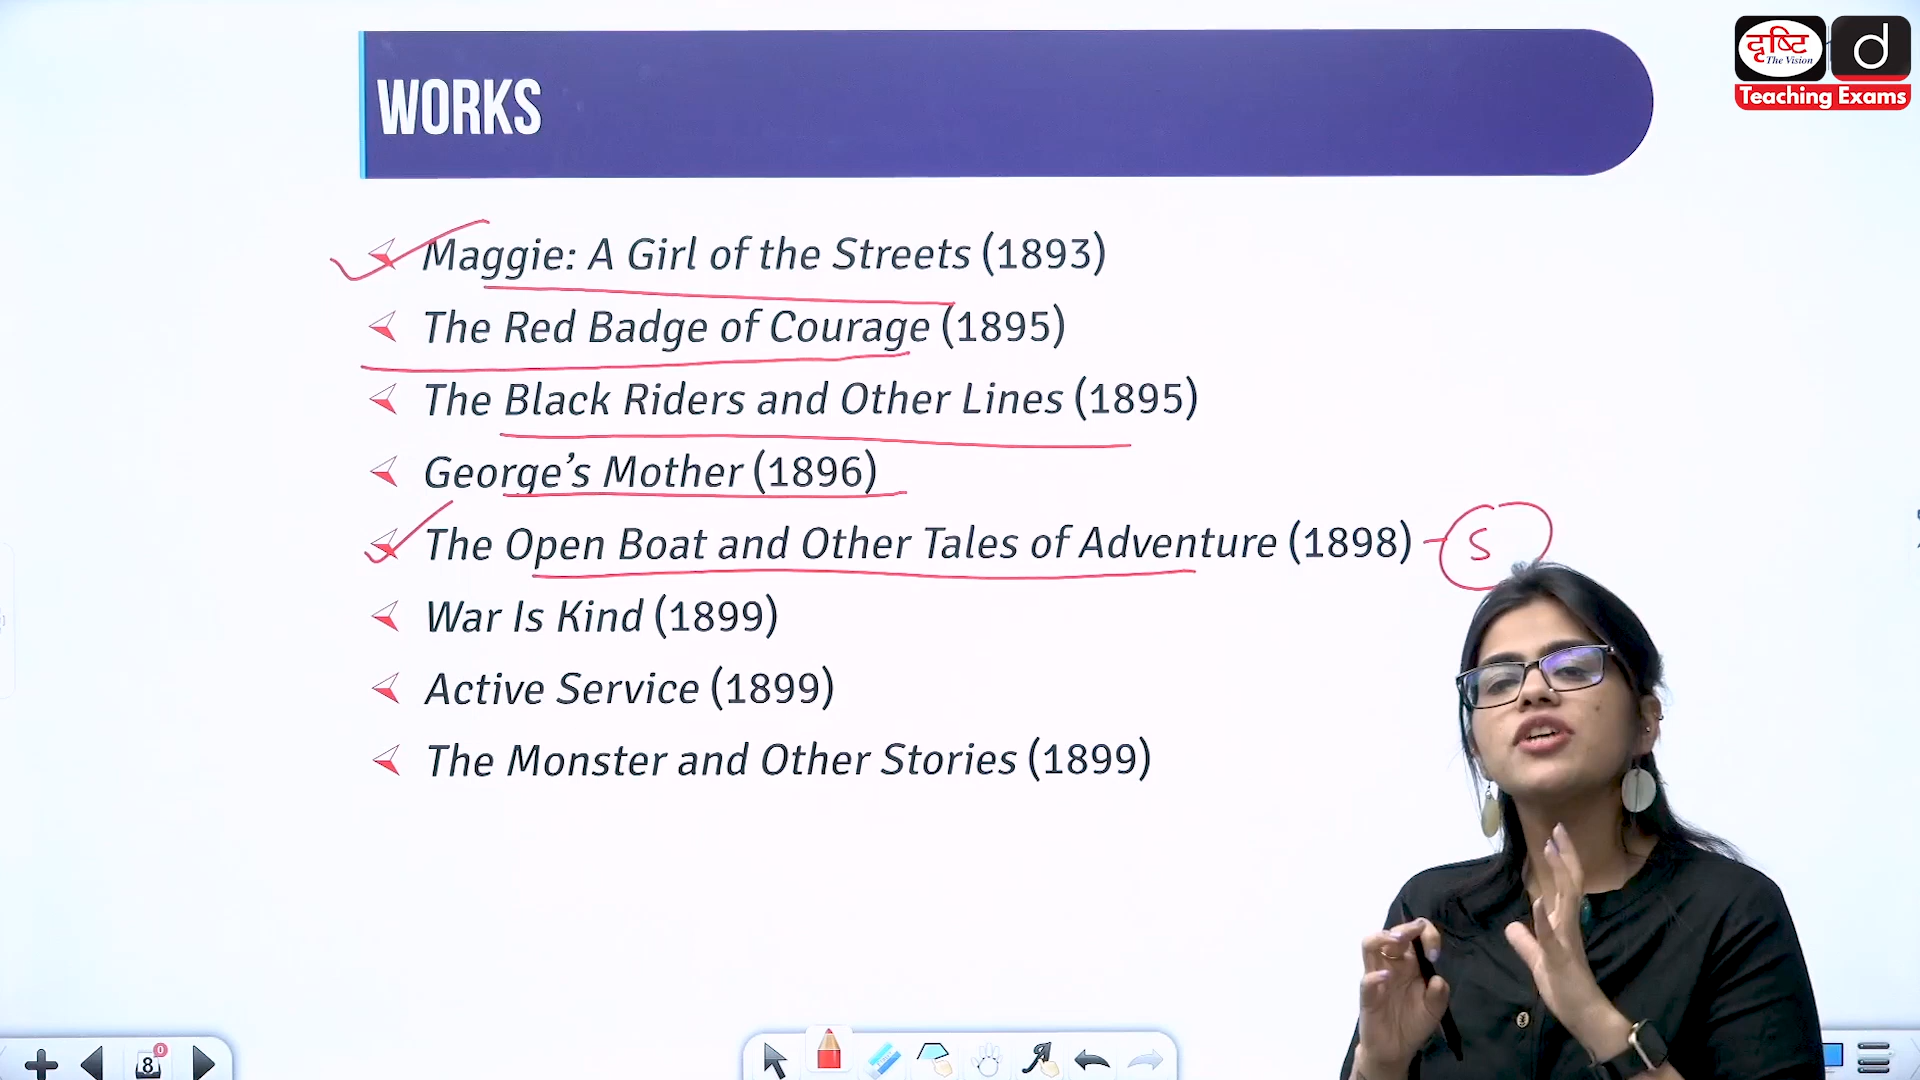 WORKS
दृष्टि
The Vision
d
Teaching Exams
Maggie: A Girl of the Streets (1893)
The Red Badge of Courage (1895)
The Black Riders and Other Lines (1895)
George’s Mother (1896)
The Open Boat and Other Tales of Adventure (1898) - S
War Is Kind (1899)
Active Service (1899)
The Monster and Other Stories (1899)
8 0